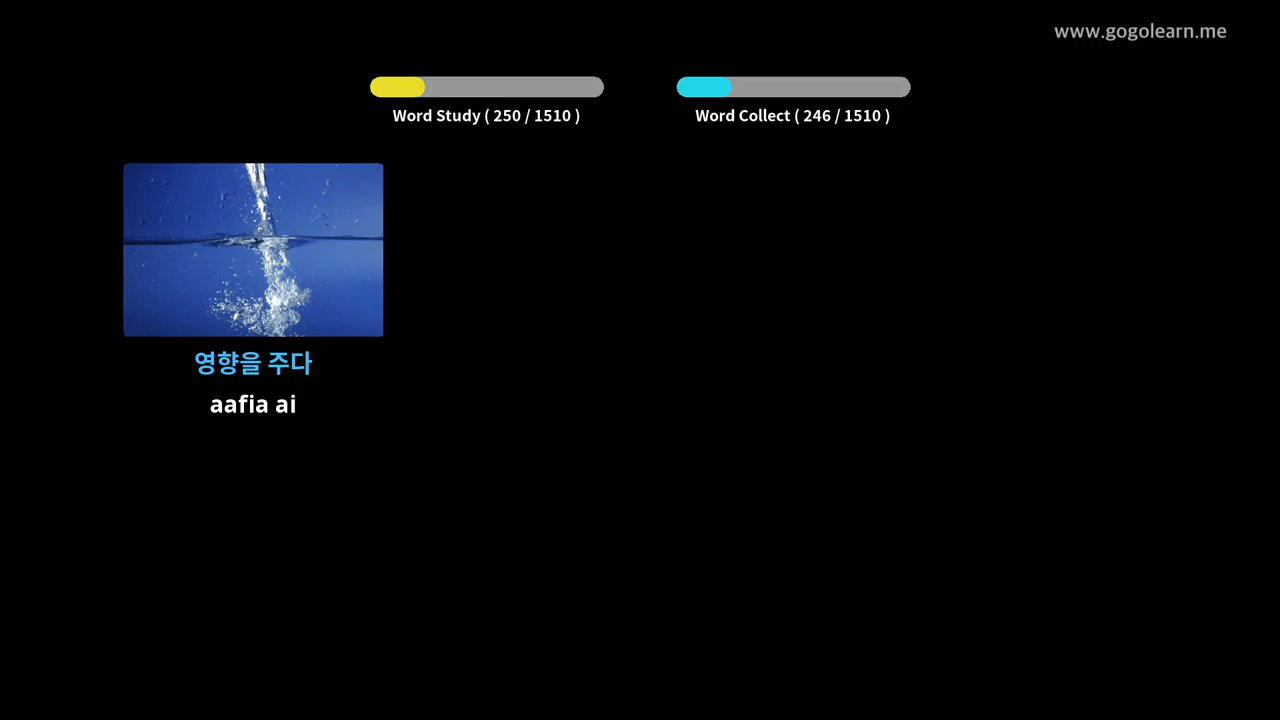 www.gogolearn.me
Word Study ( 250 / 1510 )
Word Collect ( 246 / 1510 )
영향을 주다
aafia ai